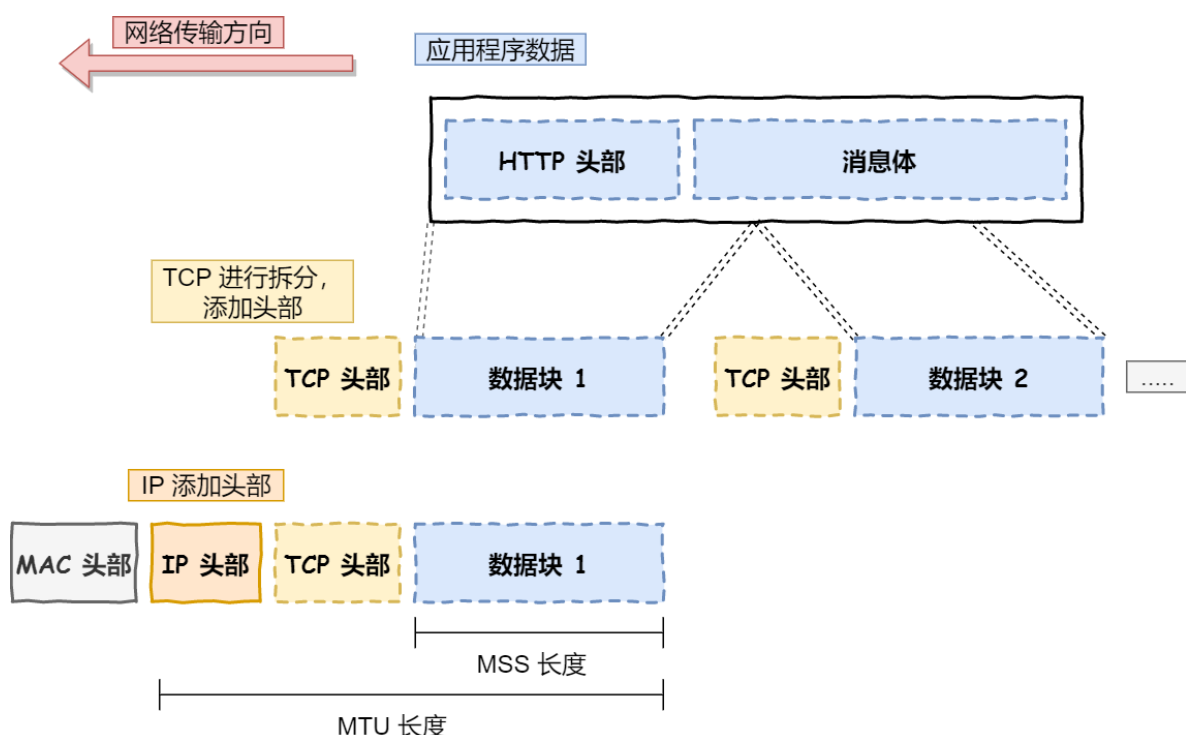 网络传输方向
应用程序数据
HTTP 头部
消息体
TCP 进行拆分，
添加头部
TCP 头部
数据块 1
TCP 头部
数据块 2
.....
IP 添加头部
MAC 头部
IP 头部
TCP 头部
数据块 1
MSS 长度
MTU 长度